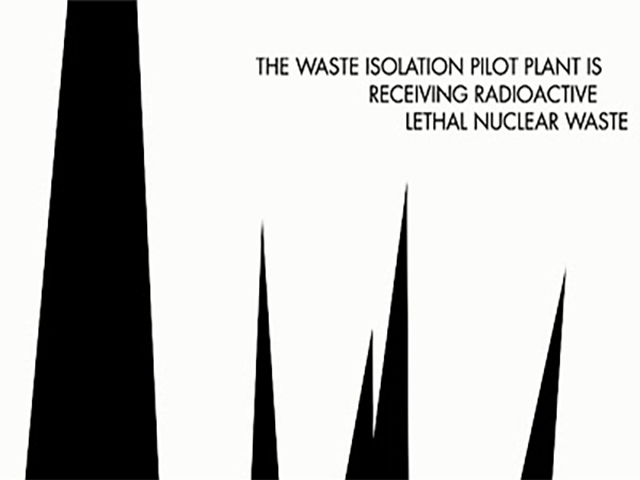 THE WASTE ISOLATION PILOT PLANT IS
RECEIVING RADIOACTIVE
LETHAL NUCLEAR WASTE